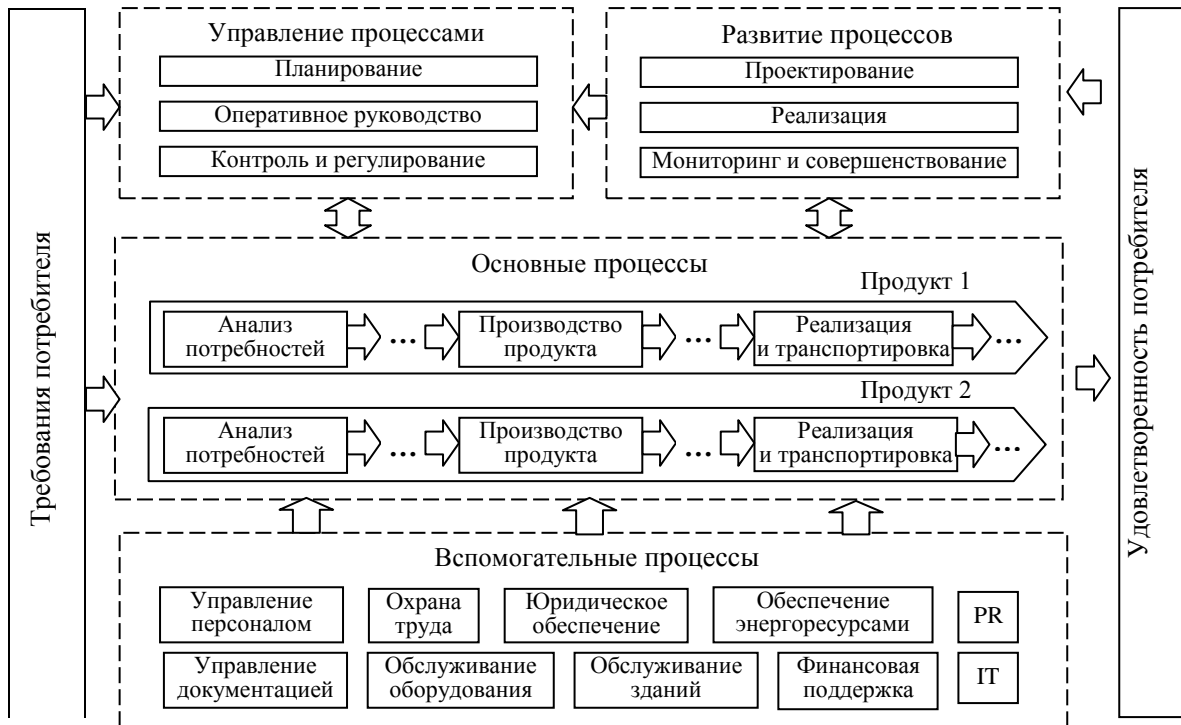 Требования потребителя
Управление процессами
Планирование
Оперативное руководство
Контроль и регулирование
Развитие процессов
Проектирование
Реализация
Мониторинг и совершенствование
Основные процессы
Продукт 1
Анализ
потребностей
...
Производство
продукта
...
Реализация
и транспортировка
...
Продукт 2
Анализ
потребностей
...
Производство
продукта
...
Реализация
и транспортировка
...
Вспомогательные процессы
Управление
персоналом
Охрана
труда
Юридическое
обеспечение
Обеспечение
энергоресурсами
PR
Управление
документацией
Обслуживание
оборудования
Обслуживание
зданий
Финансовая
поддержка
IT
Удовлетворенность потребителя